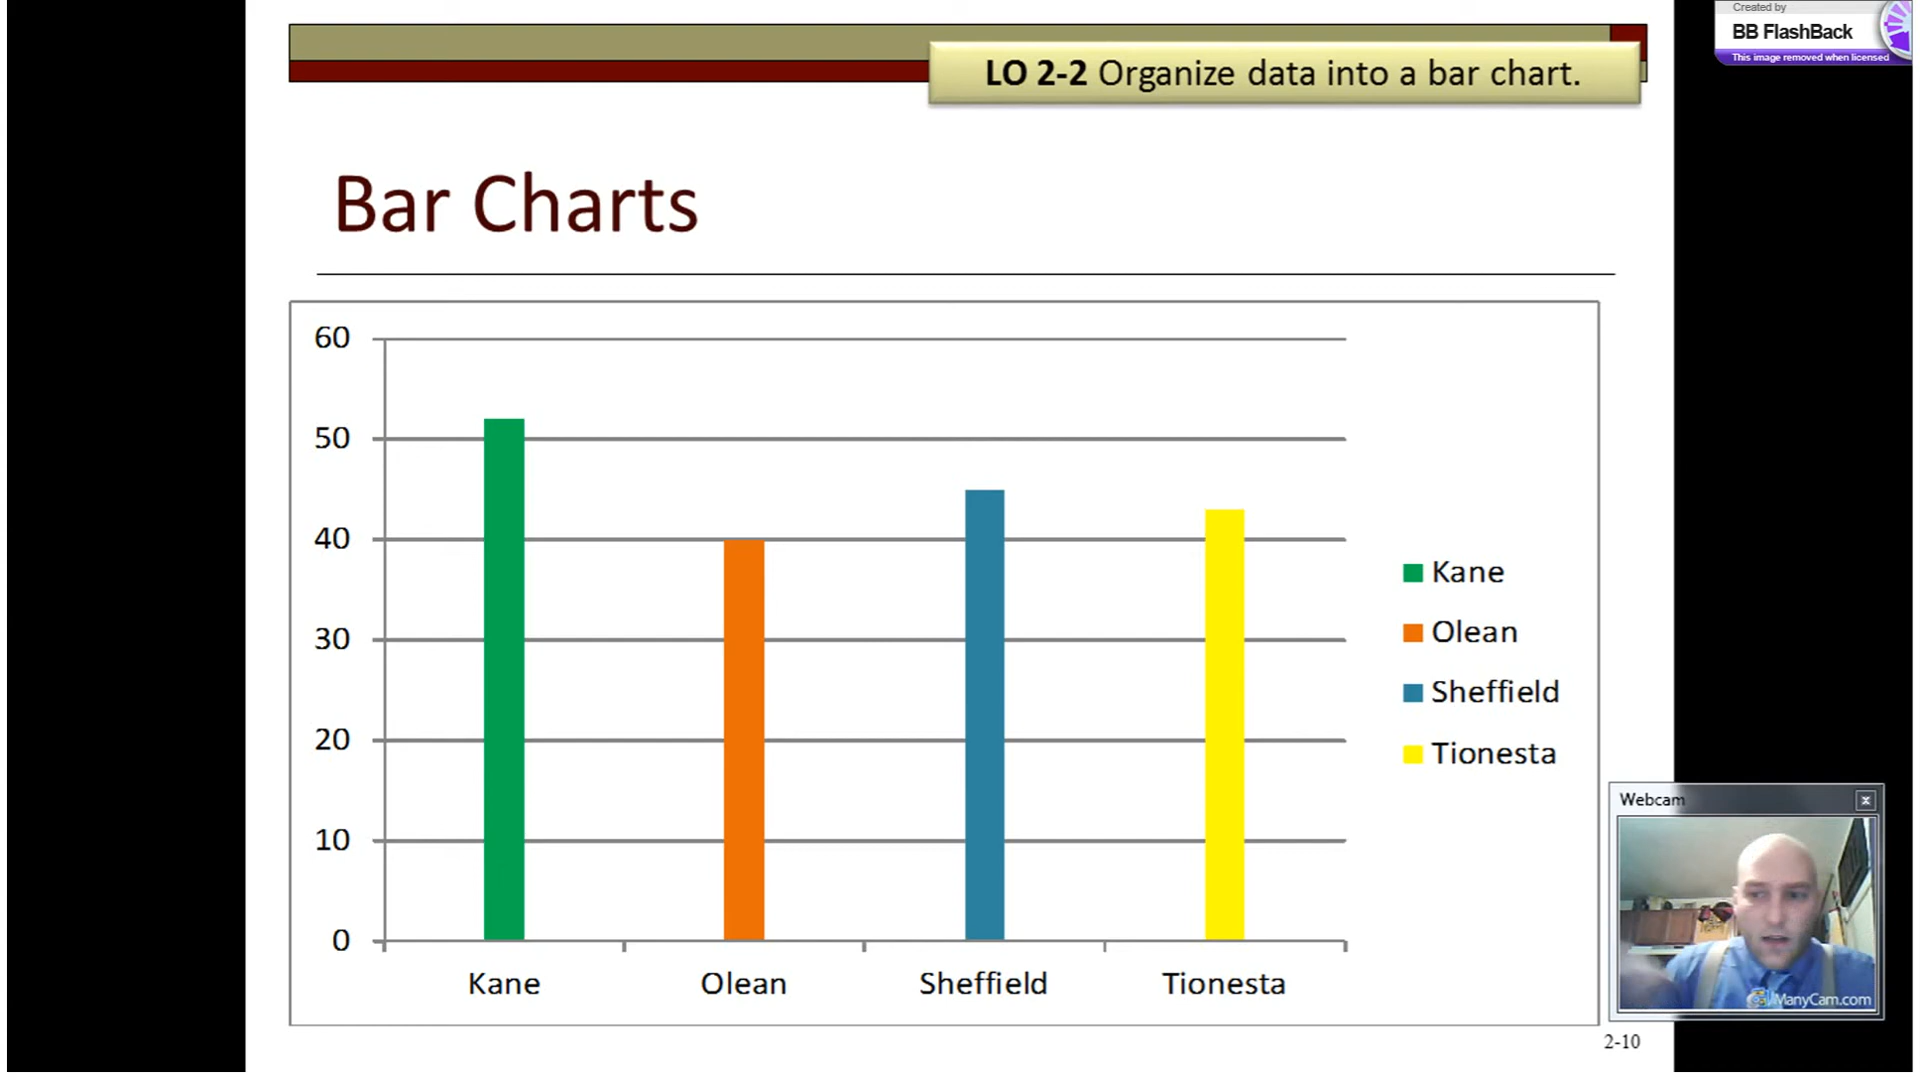 Created by
BB FlashBack
This image removed when licensed
LO 2-2 Organize data into a bar chart.
Bar Charts
60
50
40
30
20
10
0
Kane
Olean
Sheffield
Tionesta
Kane
Olean
Sheffield
Tionesta
Webcam
ManyCam.com
2-10